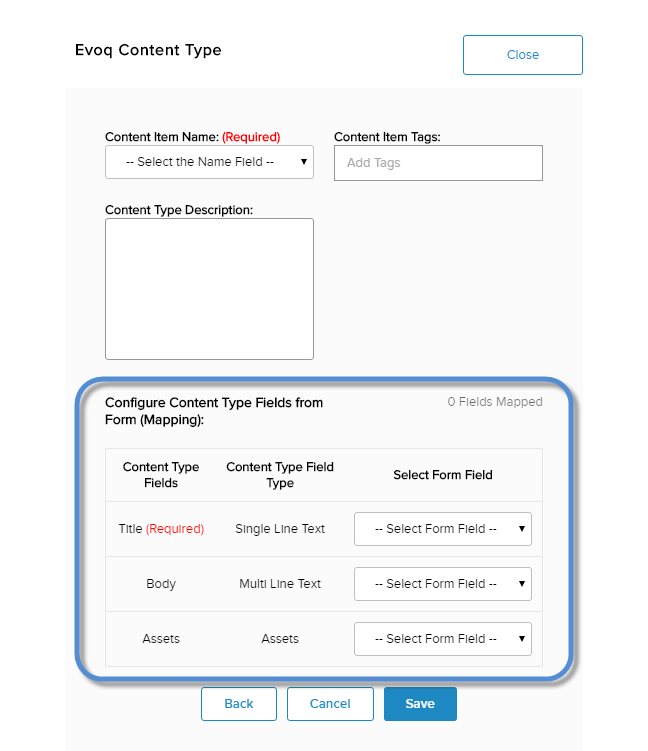 Evoq Content Type
Close
Content Item Name: (Required)
Content Item Tags:
-- Select the Name Field --
Add Tags
Content Type Description:
Configure Content Type Fields from
Form (Mapping):
0 Fields Mapped
Content Type
Fields
Content Type Field
Type
Select Form Field
Title (Required)
Single Line Text
-- Select Form Field --
Body
Multi Line Text
-- Select Form Field --
Assets
Assets
-- Select Form Field --
Back
Cancel
Save